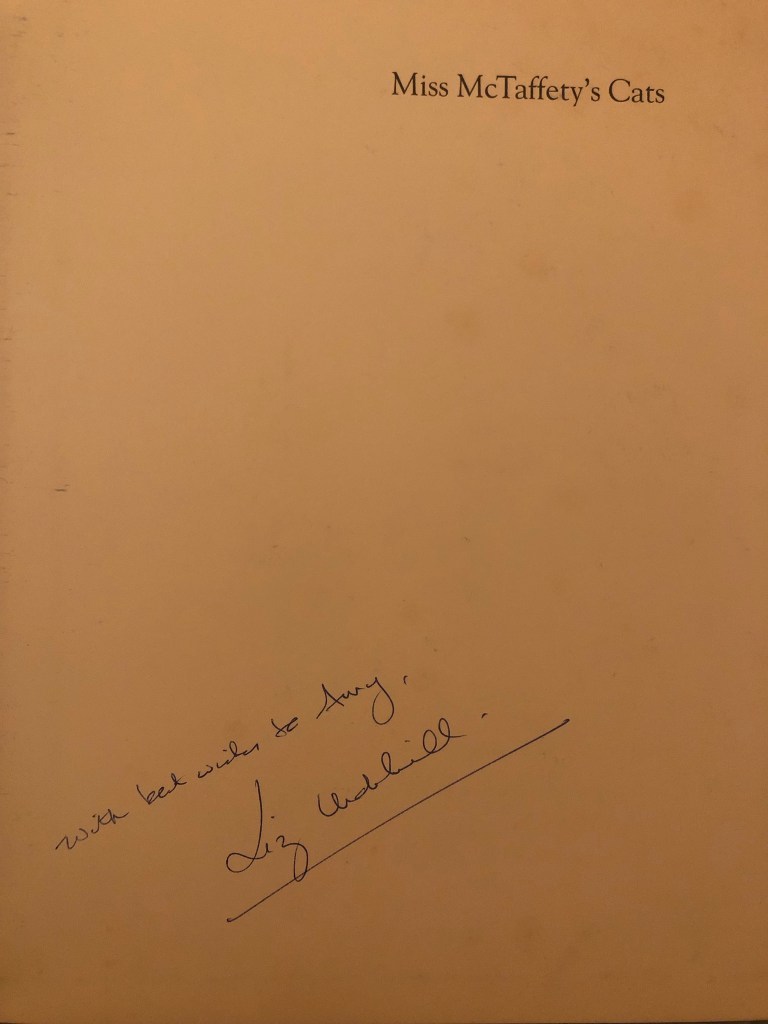 Miss McTaffety's Cats
With best wishes to Amy,
Liz Underhill.